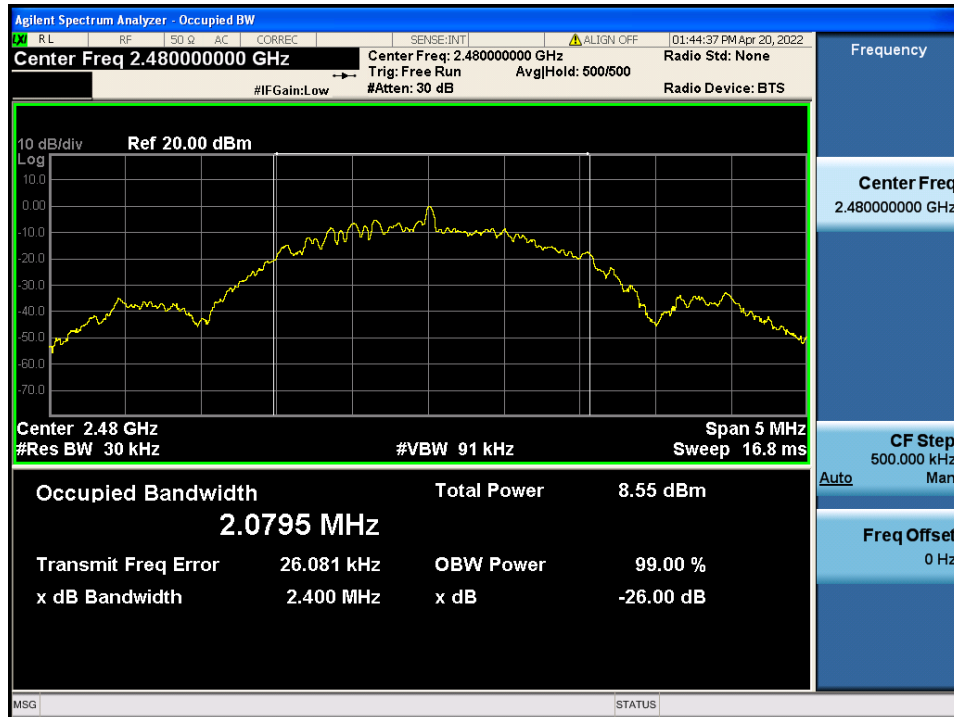 Agilent Spectrum Analyzer - Occupied BW
LXI RL RF 50 Ω AC CORREC SENSE:INT ALIGN OFF 01:44:37 PM Apr 20, 2022
Center Freq 2.480000000 GHz
Center Freq: 2.480000000 GHz Radio Std: None
Trig: Free Run Avg|Hold: 500/500
#IFGain:Low #Atten: 30 dB Radio Device: BTS
10 dB/div Ref 20.00 dBm
Log
10.0
0.00
-10.0
-20.0
-30.0
-40.0
-50.0
-60.0
-70.0
Center 2.48 GHz Span 5 MHz
#Res BW 30 kHz #VBW 91 kHz Sweep 16.8 ms
Occupied Bandwidth Total Power 8.55 dBm
2.0795 MHz
Transmit Freq Error 26.081 kHz OBW Power 99.00 %
x dB Bandwidth 2.400 MHz x dB -26.00 dB
MSG STATUS
Frequency
Center Freq
2.480000000 GHz
CF Step
500.000 kHz
Auto Man
Freq Offset
0 Hz